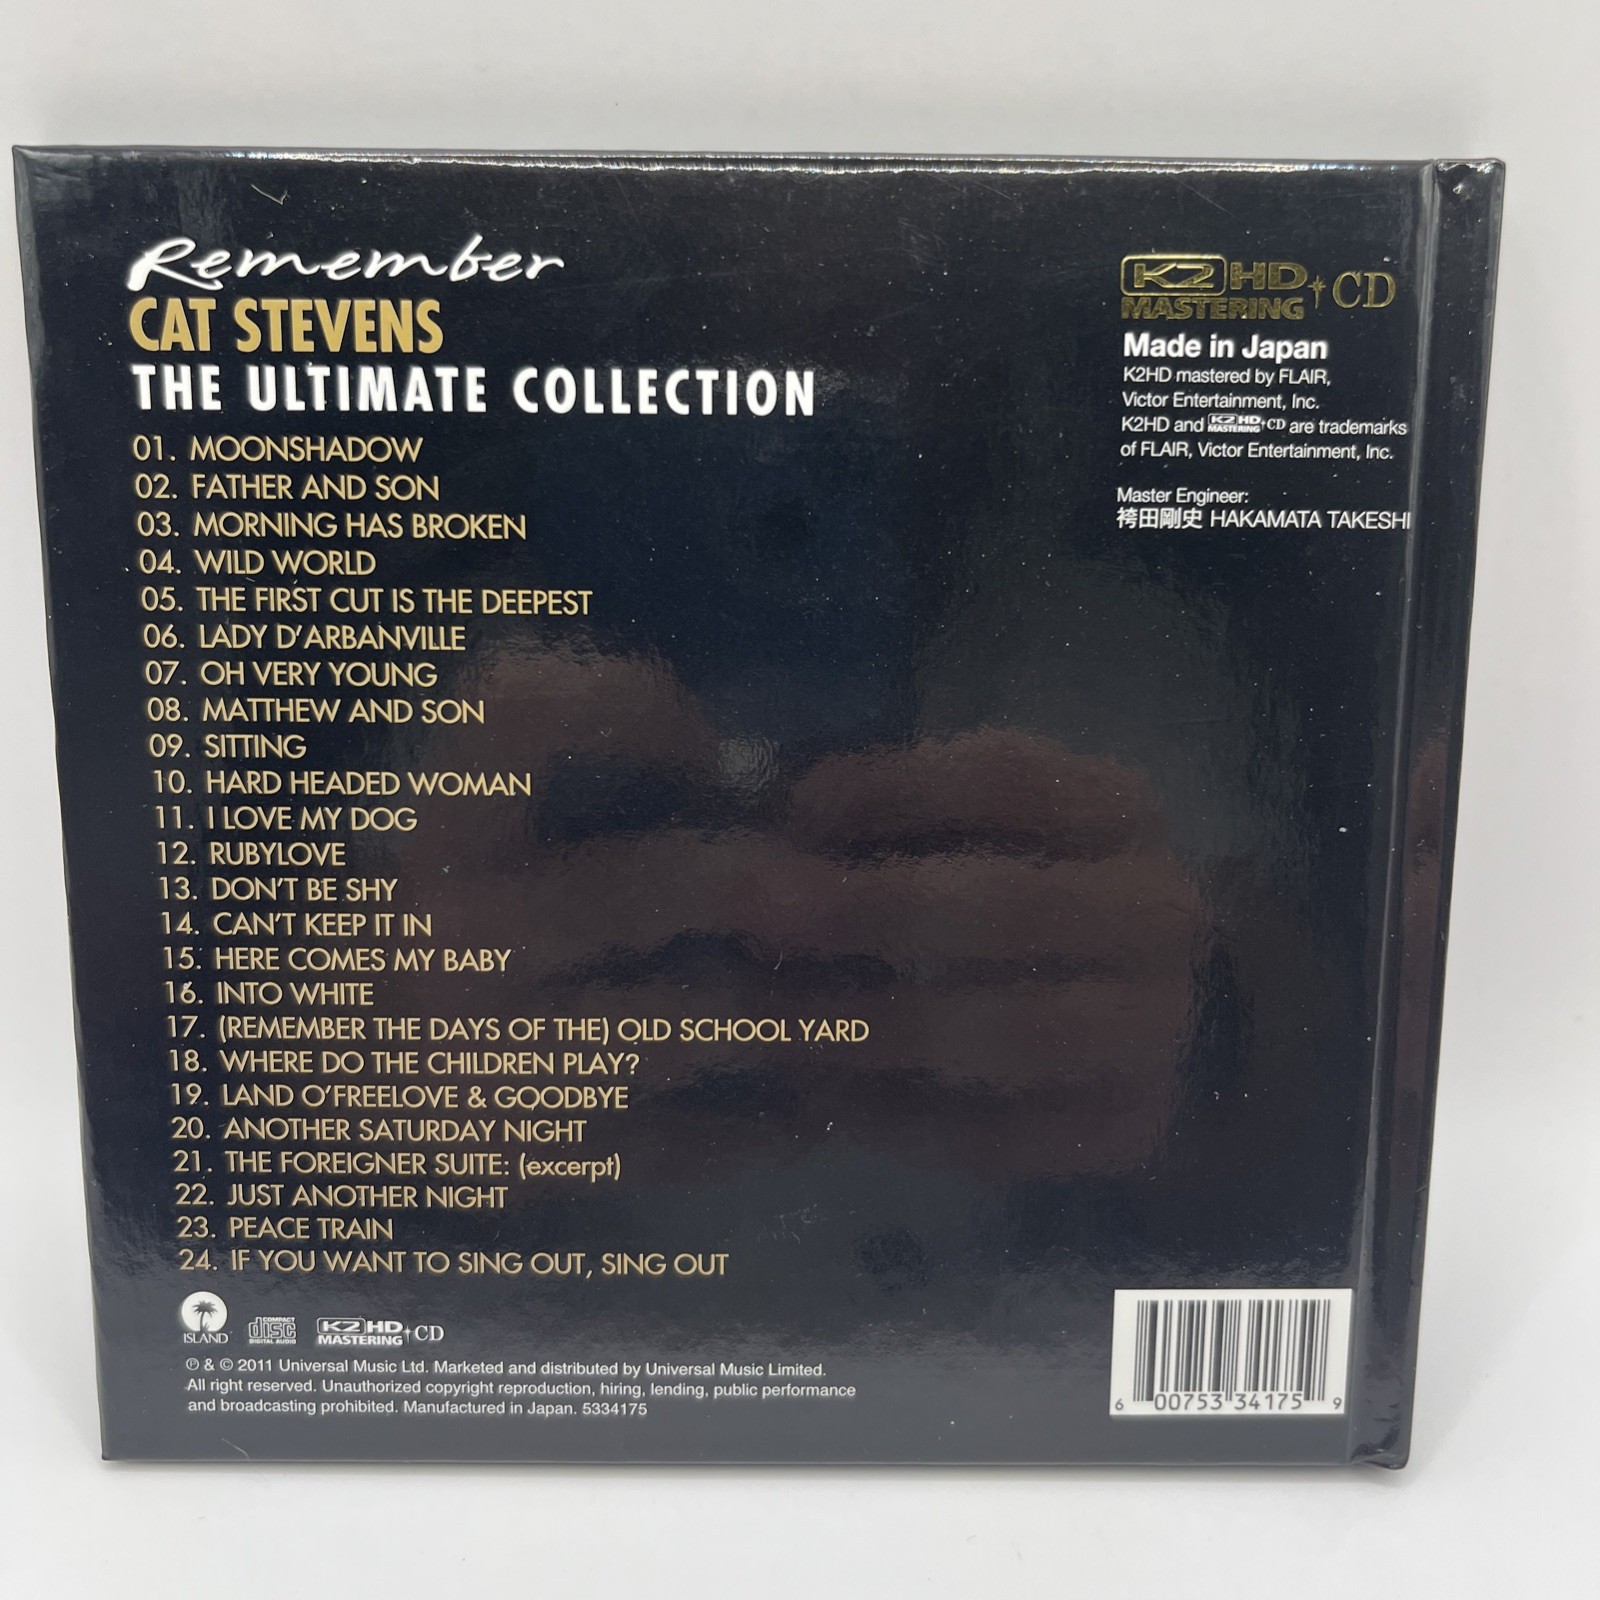 Remember
CAT STEVENS
THE ULTIMATE COLLECTION
01. MOONSHADOW
02. FATHER AND SON
03. MORNING HAS BROKEN
04. WILD WORLD
05. THE FIRST CUT IS THE DEEPEST
06. LADY D'ARBANVILLE
07. OH VERY YOUNG
08. MATTHEW AND SON
09. SITTING
10. HARD HEADED WOMAN
11. I LOVE MY DOG
12. RUBYLOVE
13. DON'T BE SHY
14. CAN'T KEEP IT IN
15. HERE COMES MY BABY
16. INTO WHITE
17. (REMEMBER THE DAYS OF THE) OLD SCHOOL YARD
18. WHERE DO THE CHILDREN PLAY?
19. LAND O'FREELOVE & GOODBYE
20. ANOTHER SATURDAY NIGHT
21. THE FOREIGNER SUITE: (excerpt)
22. JUST ANOTHER NIGHT
23. PEACE TRAIN
24. IF YOU WANT TO SING OUT, SING OUT
K2 HD
MASTERING + CD
Made in Japan
K2HD mastered by FLAIR,
Victor Entertainment, Inc.
K2HD and K2 HD MASTERING+CD are trademarks
of FLAIR, Victor Entertainment, Inc.
Master Engineer:
袴田剛史 HAKAMATA TAKESHI
ISLAND
COMPACT
disc
DIGITAL AUDIO
K2 HD
MASTERING + CD
℗ & © 2011 Universal Music Ltd. Marketed and distributed by Universal Music Limited.
All right reserved. Unauthorized copyright reproduction, hiring, lending, public performance
and broadcasting prohibited. Manufactured in Japan. 5334175
6 00753 34175 9